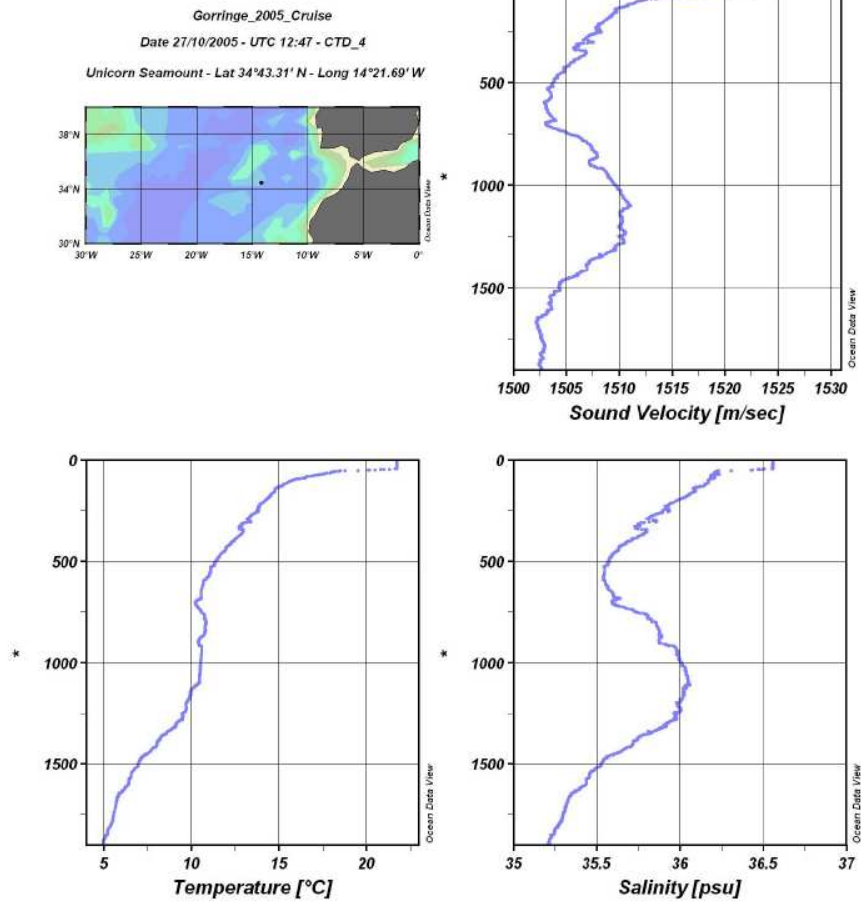 Gorringe_2005_Cruise
Date 27/10/2005 - UTC 12:47 - CTD_4
Unicorn Seamount - Lat 34°43.31' N - Long 14°21.69' W
38°N
34°N
30°N
30°W 25°W 20°W 15°W 10°W 5°W 0°
Ocean Data View
*
500
1000
1500
1500 1505 1510 1515 1520 1525 1530
Sound Velocity [m/sec]
Ocean Data View
*
0
500
1000
1500
5 10 15 20
Temperature [°C]
Ocean Data View
*
0
500
1000
1500
35 35.5 36 36.5 37
Salinity [psu]
Ocean Data View